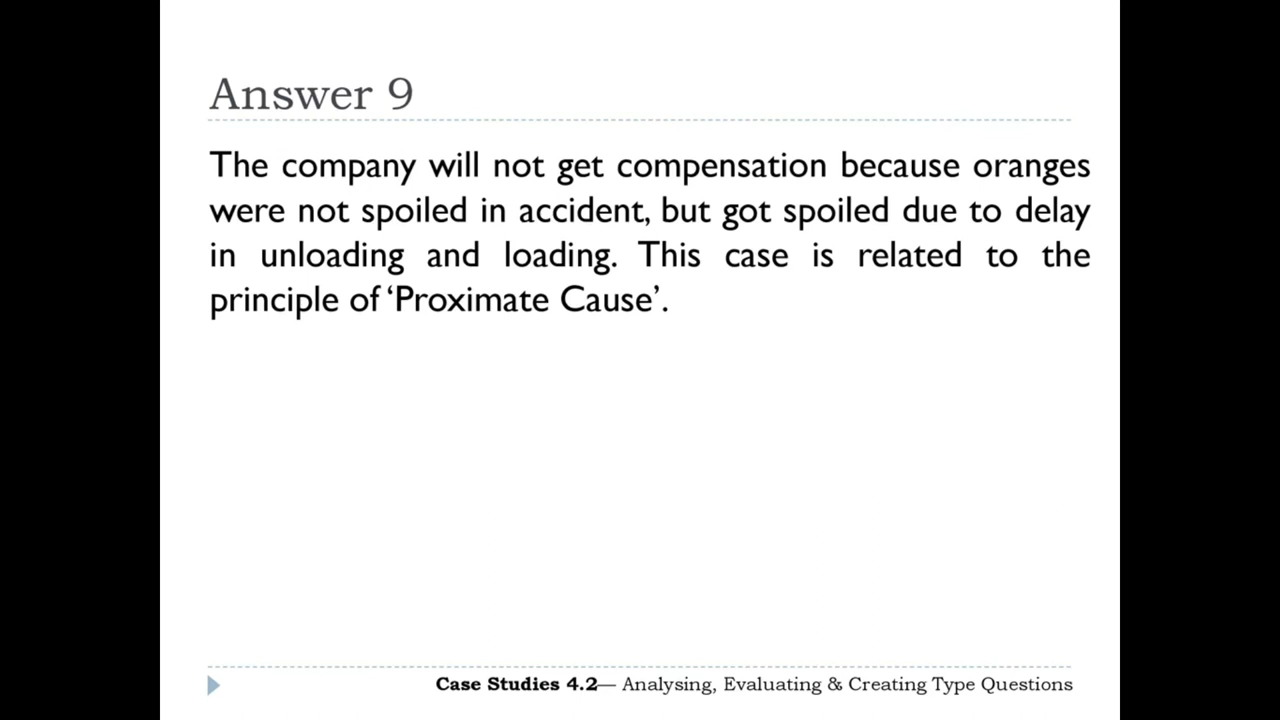 Answer 9
The company will not get compensation because oranges
were not spoiled in accident, but got spoiled due to delay
in unloading and loading. This case is related to the
principle of ‘Proximate Cause’.
Case Studies 4.2— Analysing, Evaluating & Creating Type Questions